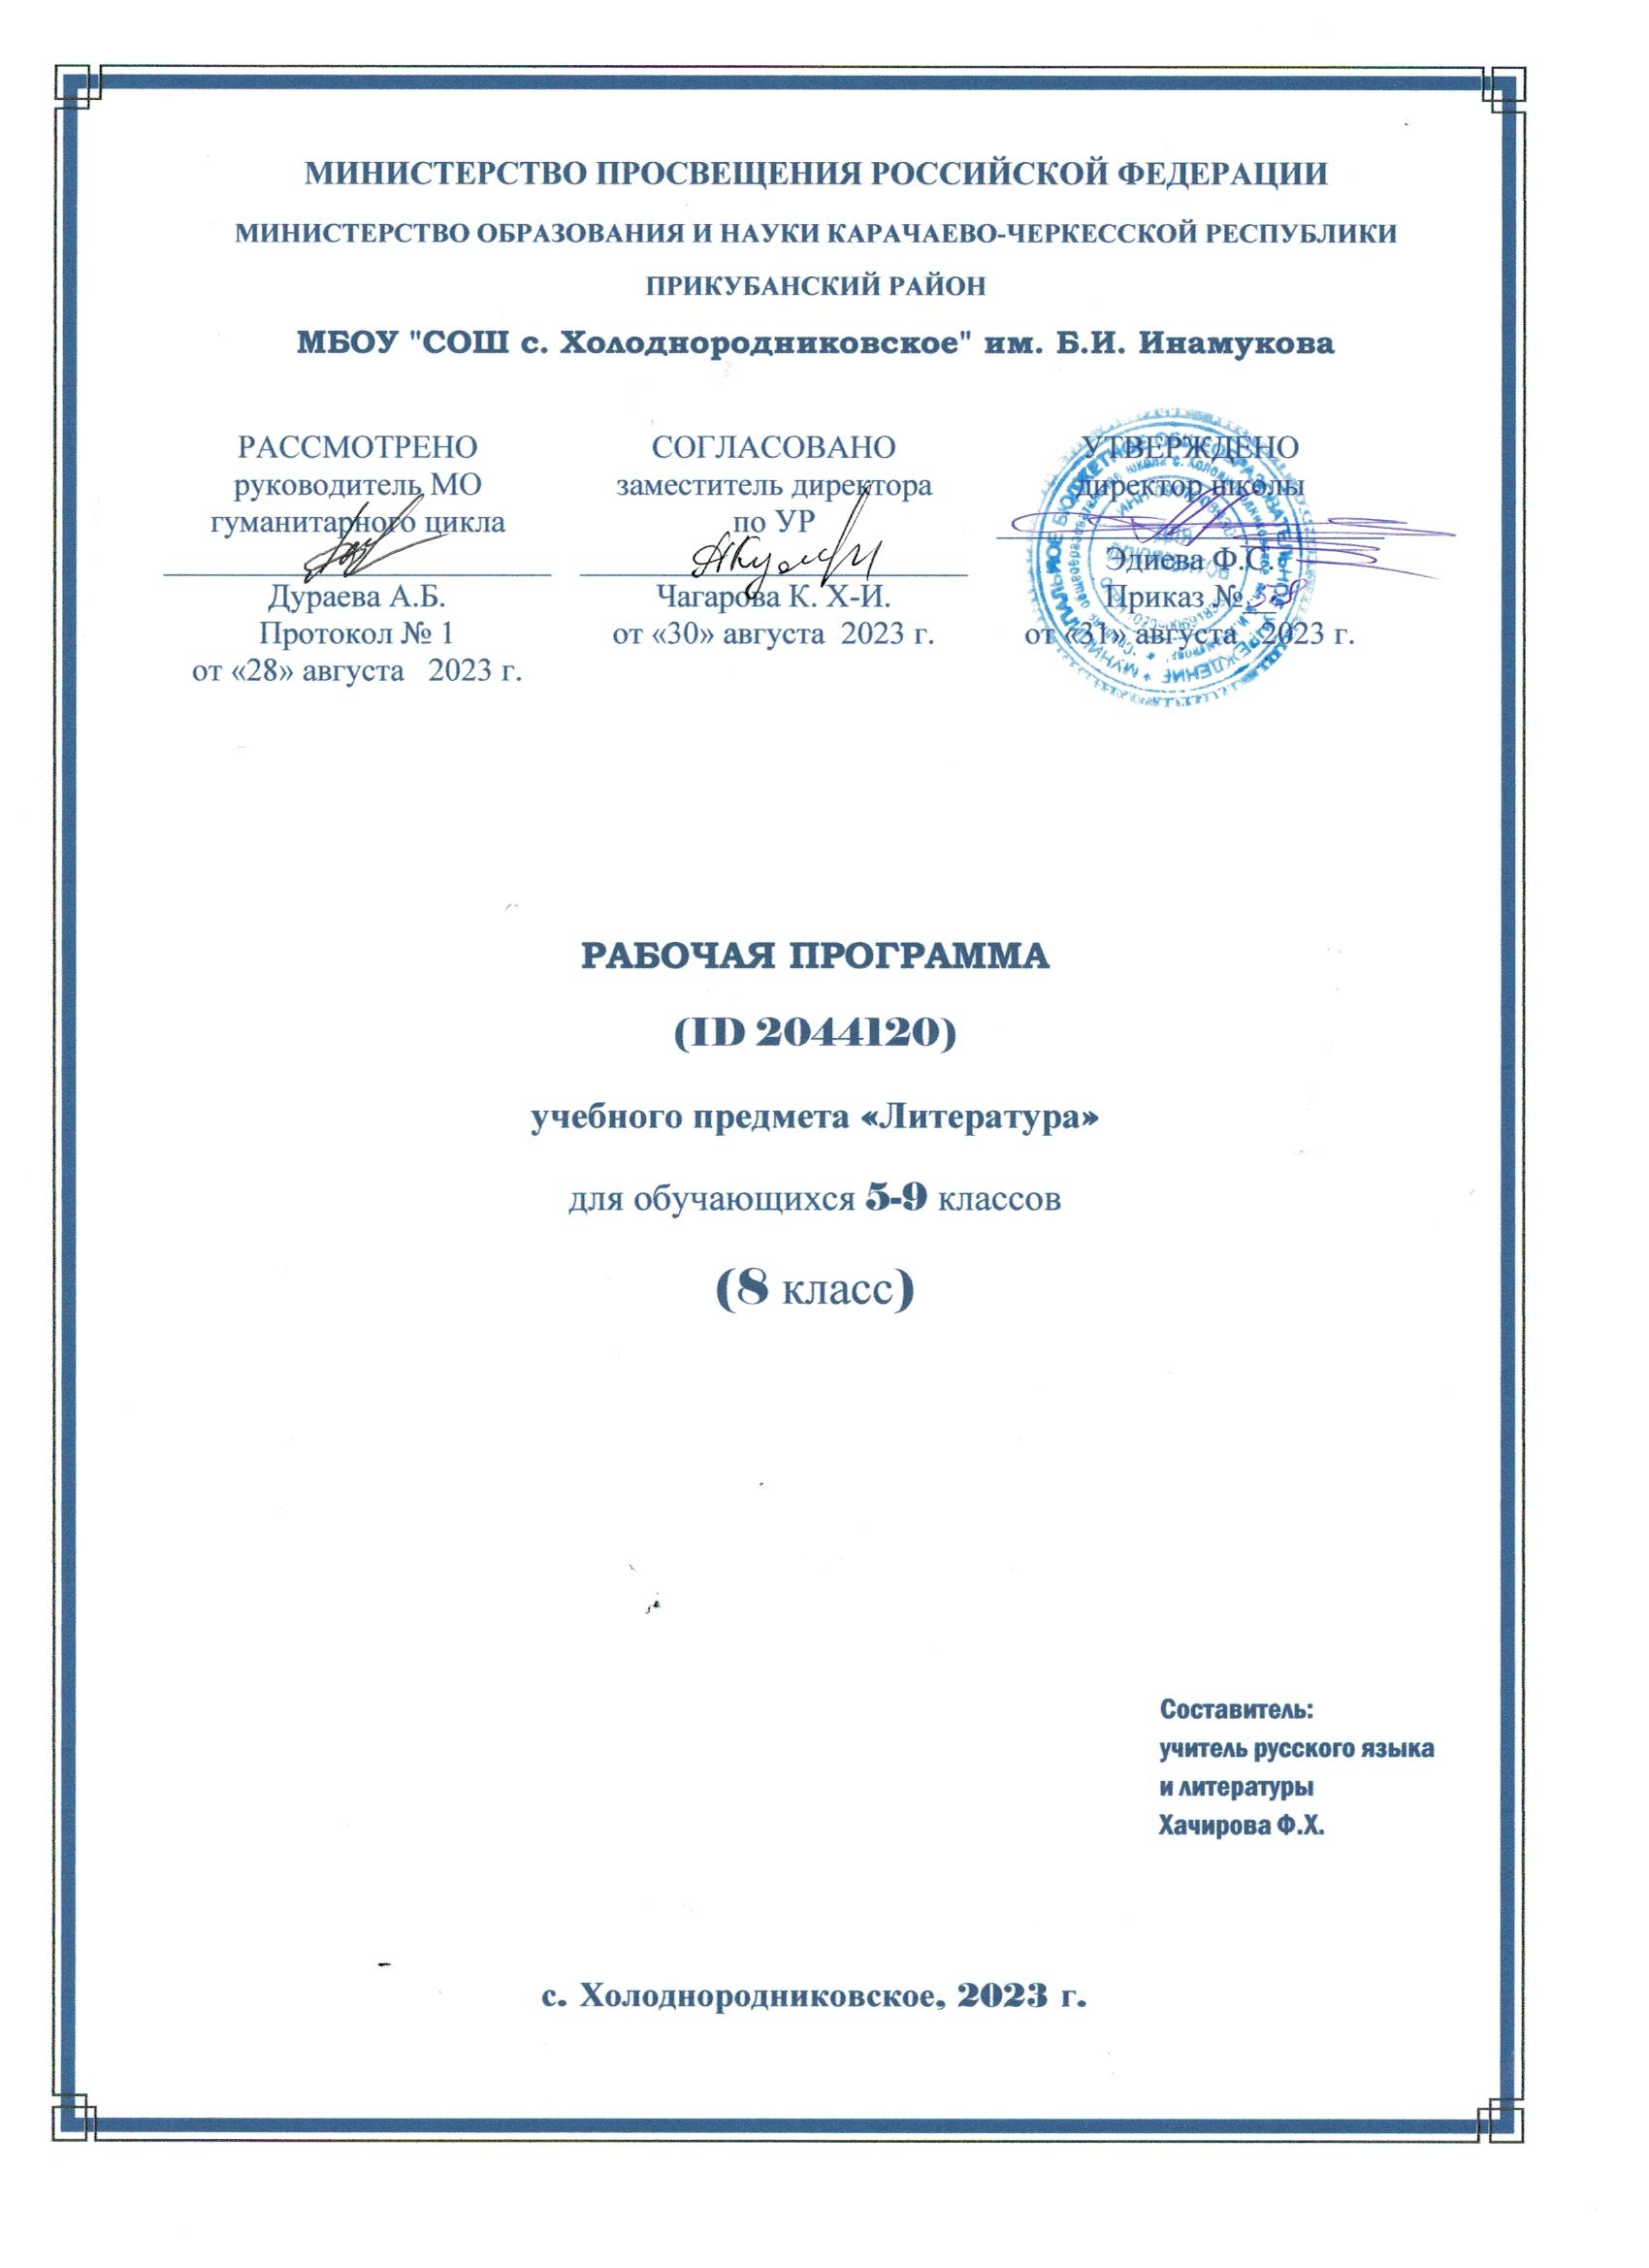 МИНИСТЕРСТВО ПРОСВЕЩЕНИЯ РОССИЙСКОЙ ФЕДЕРАЦИИ
МИНИСТЕРСТВО ОБРАЗОВАНИЯ И НАУКИ КАРАЧАЕВО-ЧЕРКЕССКОЙ РЕСПУБЛИКИ
ПРИКУБАНСКИЙ РАЙОН
МБОУ "СОШ с. Холоднородниковское" им. Б.И. Инамукова
РАССМОТРЕНО
руководитель МО
гуманитарного цикла
Дураева А.Б.
Протокол № 1
от «28» августа 2023 г.
СОГЛАСОВАНО
заместитель директора
по УР
Чагарова К. Х-И.
от «30» августа 2023 г.
УТВЕРЖДЕНО
директор школы
Эдиева Ф.С.
Приказ №
от «31» августа 2023 г.
РАБОЧАЯ ПРОГРАММА
(ID 2044120)
учебного предмета «Литература»
для обучающихся 5-9 классов
(8 класс)
Составитель:
учитель русского языка
и литературы
Хачирова Ф.Х.
с. Холоднородниковское, 2023 г.